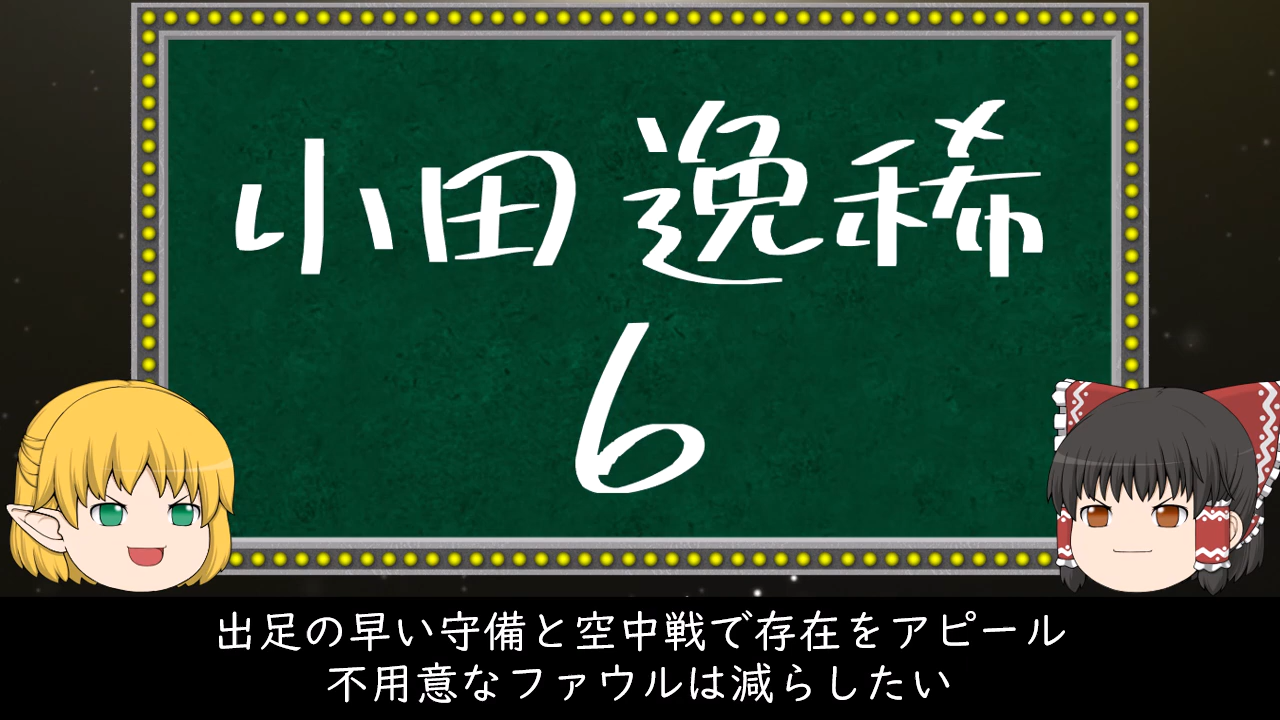 小田逸稀
6
出足の早い守備と空中戦で存在をアピール
不用意なファウルは減らしたい